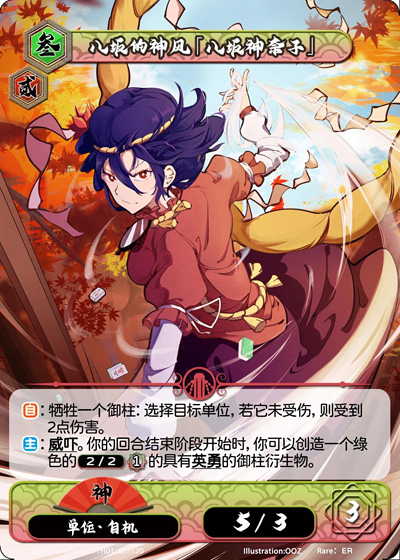 叁
八坂的神风『八坂神奈子』
贰
自：牺牲一个御柱：选择目标单位，若它未受伤，则受到
2点伤害。
主：威吓。你的回合结束阶段开始时，你可以创造一个绿
色的 2/2 1 的具有英勇的御柱衍生物。
神
单位·自机
5/3
3
Illustration:OOZ Rare：ER